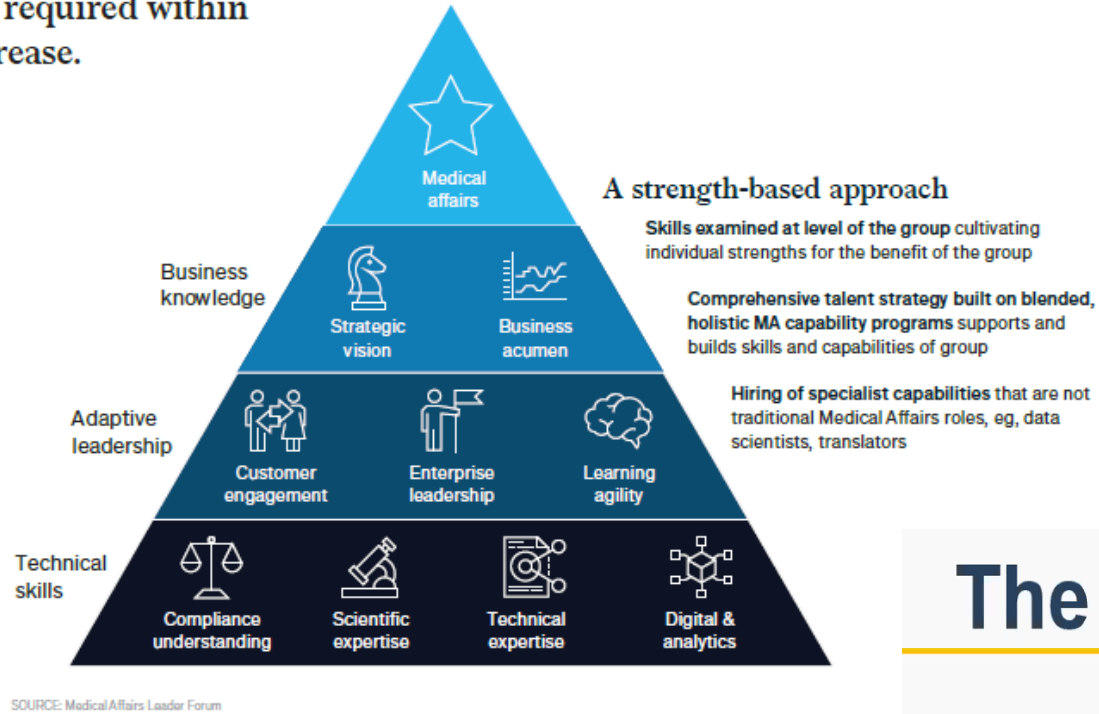 required within
rease.
Medical
affairs
A strength-based approach
Skills examined at level of the group cultivating
individual strengths for the benefit of the group
Business
knowledge
Strategic
vision
Business
acumen
Comprehensive talent strategy built on blended,
holistic MA capability programs supports and
builds skills and capabilities of group
Adaptive
leadership
Customer
engagement
Enterprise
leadership
Learning
agility
Hiring of specialist capabilities that are not
traditional Medical Affairs roles, eg, data
scientists, translators
Technical
skills
Compliance
understanding
Scientific
expertise
Technical
expertise
Digital &
analytics
The
SOURCE: Medical Affairs Leader Forum